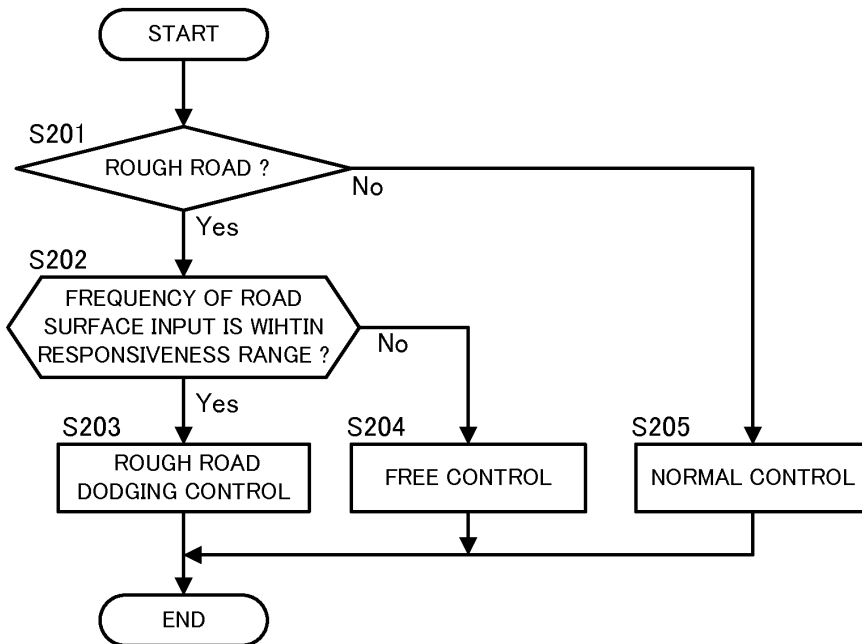 START
S201
ROUGH ROAD ?
No
Yes
S202
FREQUENCY OF ROAD
SURFACE INPUT IS WIHTIN
RESPONSIVENESS RANGE ?
No
Yes
S203
ROUGH ROAD
DODGING CONTROL
S204
FREE CONTROL
S205
NORMAL CONTROL
END